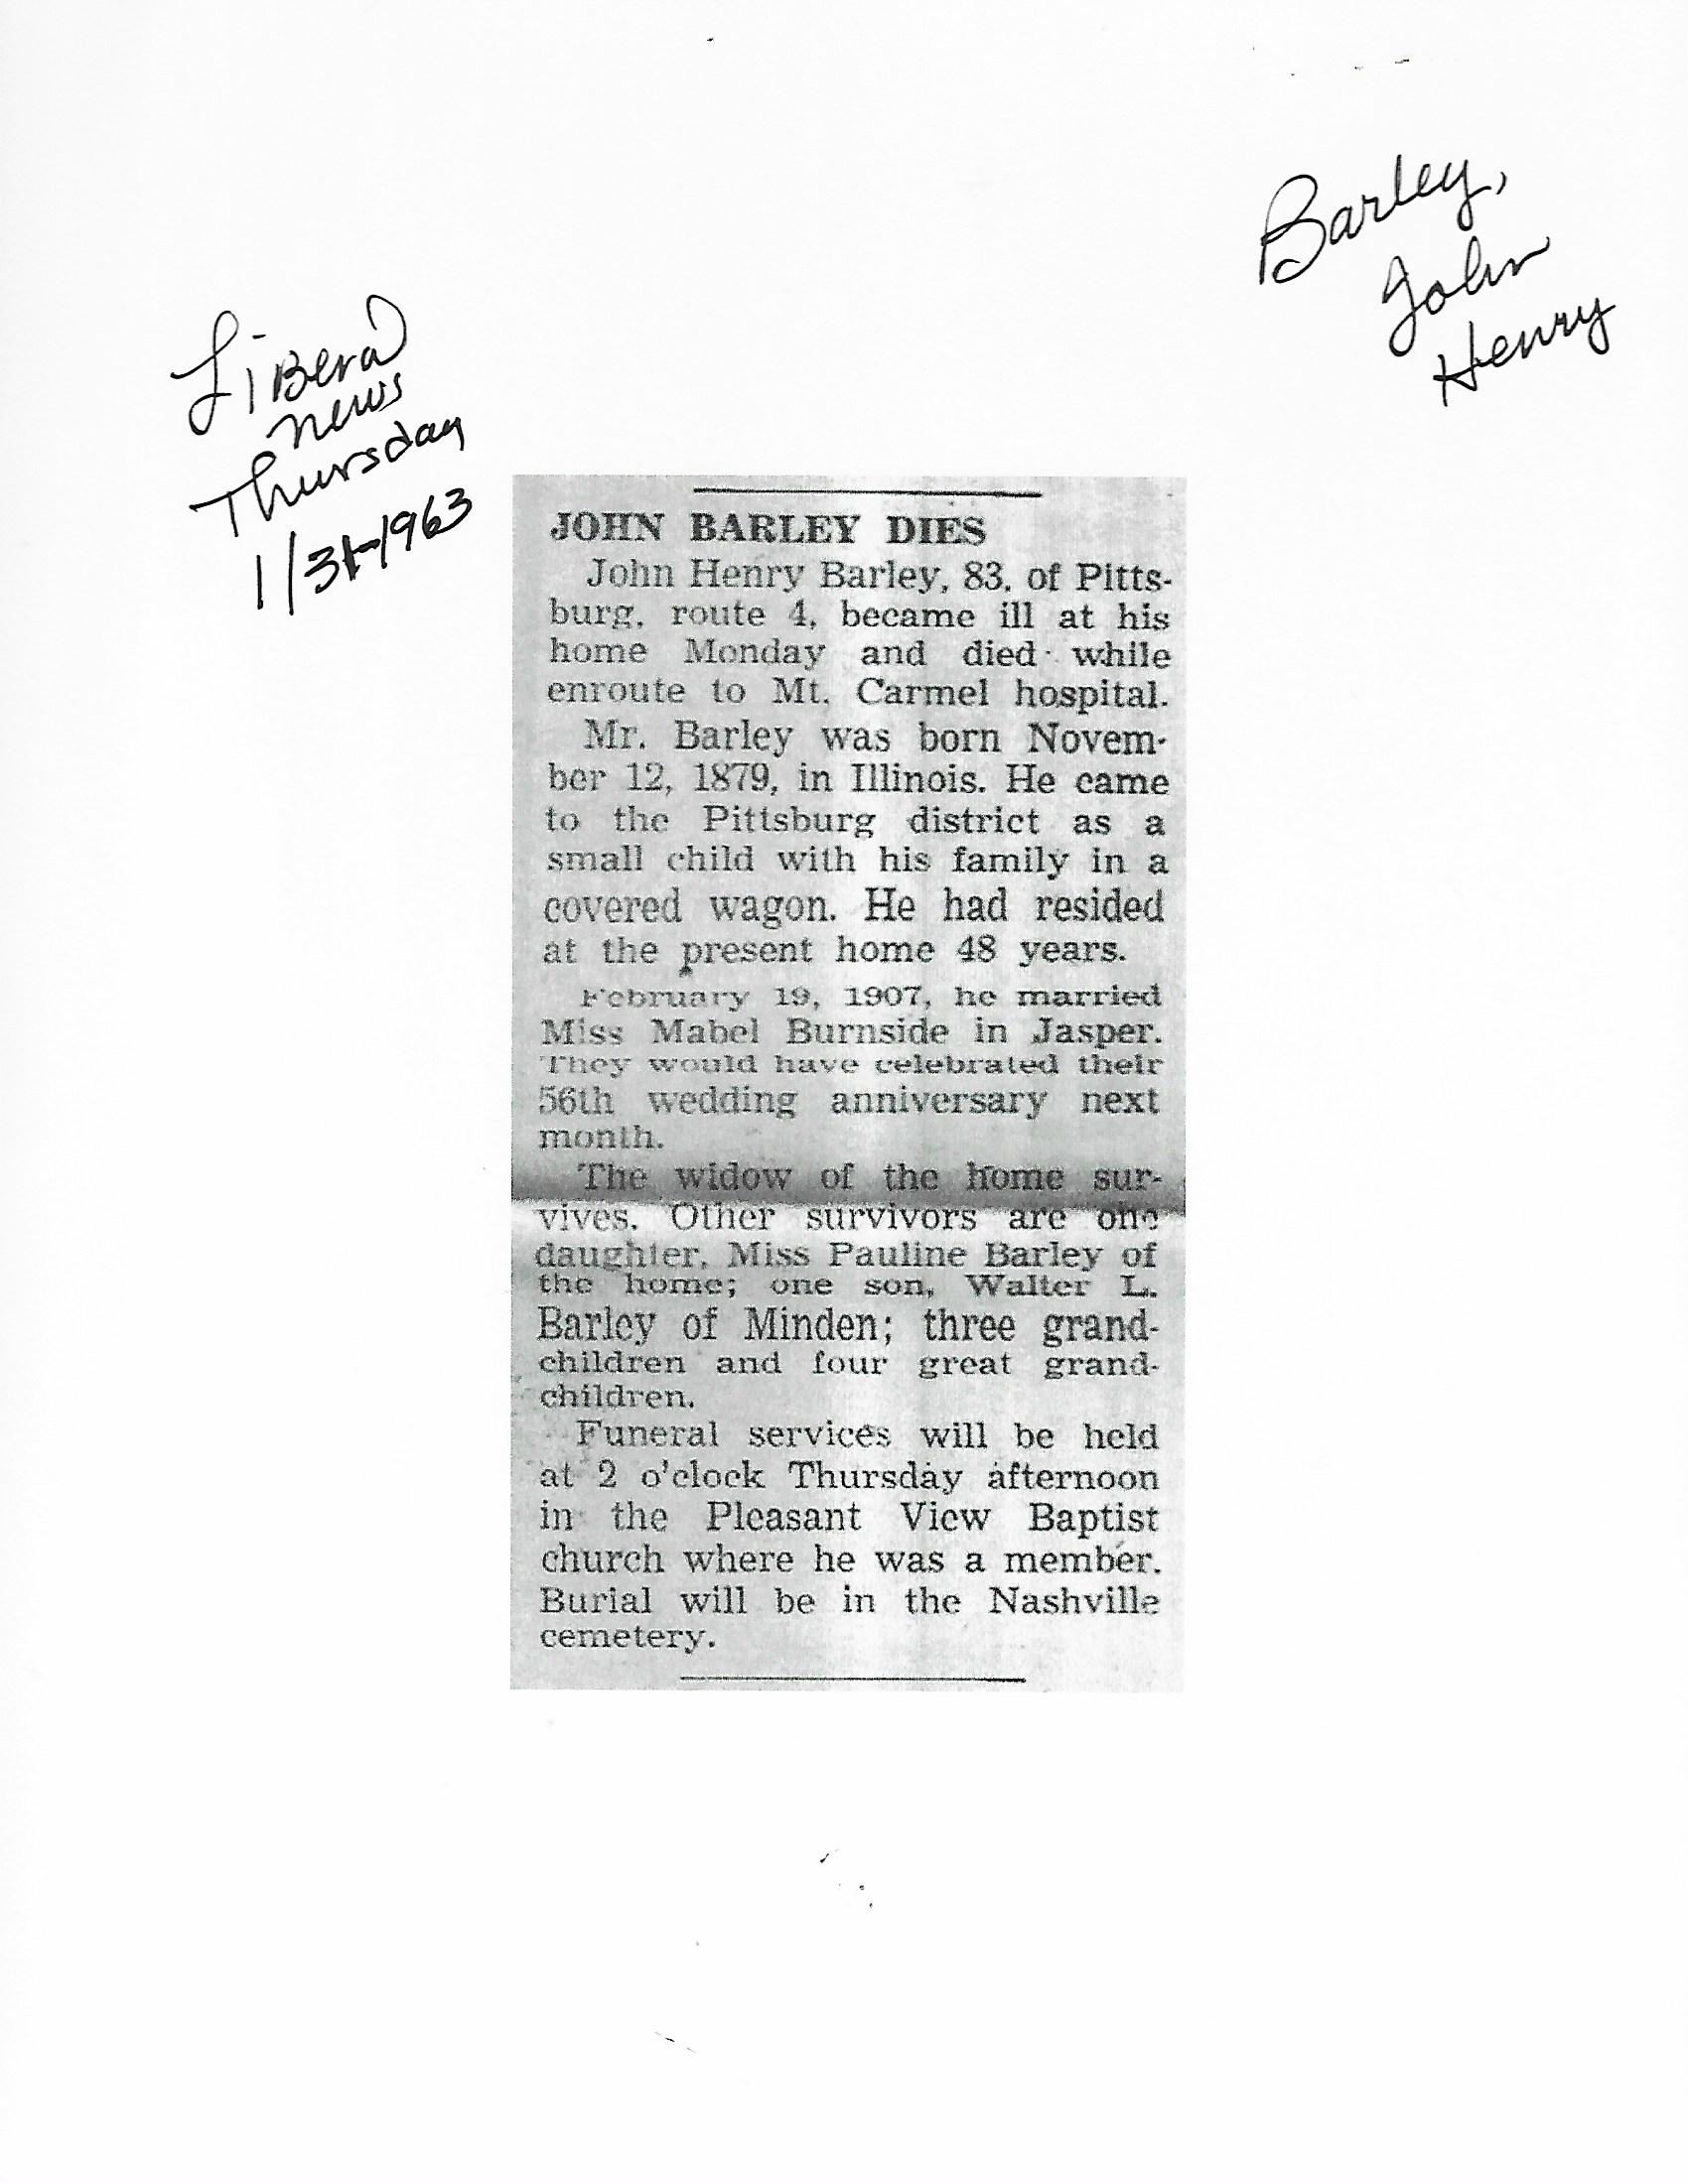 Barley,
John
Henry
Liberal
News
Thursday
1/31-1963
JOHN BARLEY DIES
John Henry Barley, 83, of Pitts-
burg, route 4, became ill at his
home Monday and died while
enroute to Mt. Carmel hospital.
Mr. Barley was born Novem-
ber 12, 1879, in Illinois. He came
to the Pittsburg district as a
small child with his family in a
covered wagon. He had resided
at the present home 48 years.
February 19, 1907, he married
Miss Mabel Burnside in Jasper.
They would have celebrated their
56th wedding anniversary next
month.
The widow of the home sur-
vives. Other survivors are one
daughter, Miss Pauline Barley of
the home; one son, Walter L.
Barley of Minden; three grand-
children and four great grand-
children.
Funeral services will be held
at 2 o'clock Thursday afternoon
in the Pleasant View Baptist
church where he was a member.
Burial will be in the Nashville
cemetery.